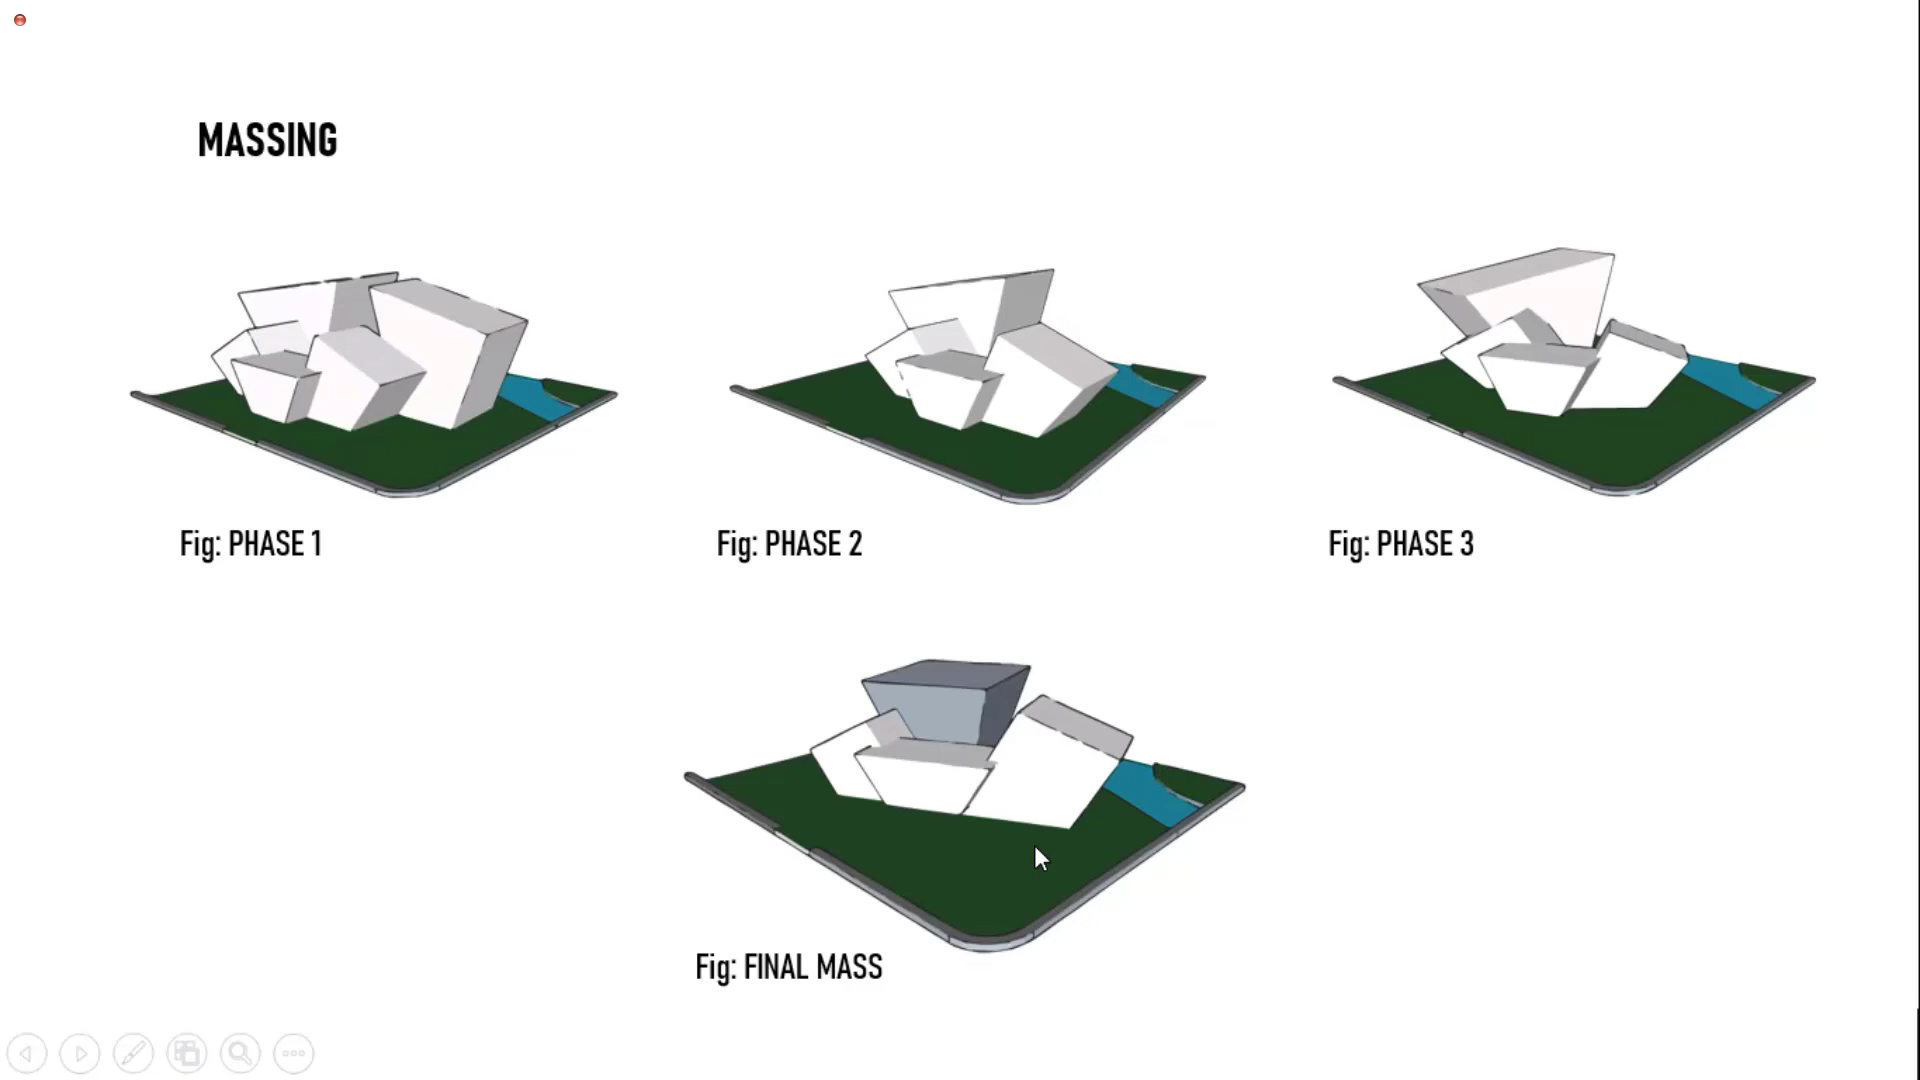 MASSING
Fig: PHASE 1
Fig: PHASE 2
Fig: PHASE 3
Fig: FINAL MASS